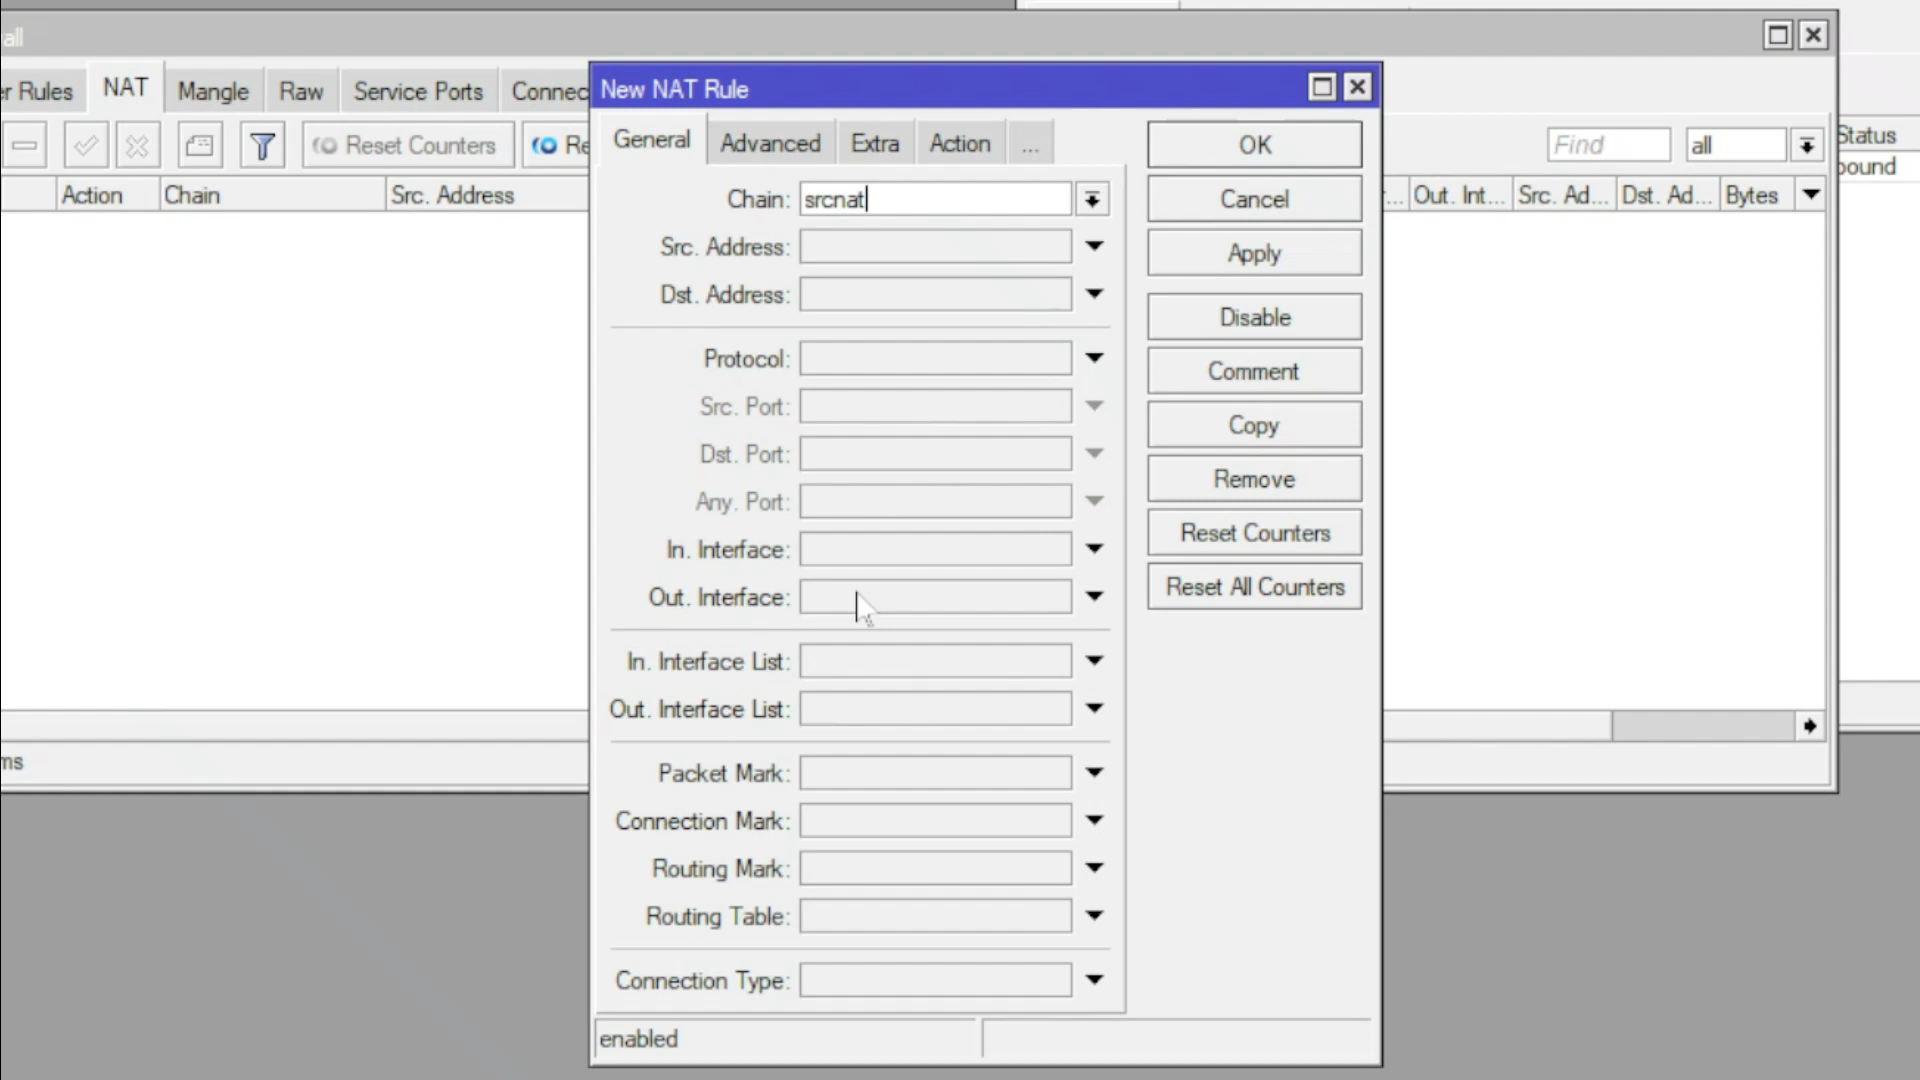 all
er Rules NAT Mangle Raw Service Ports Connec
Reset Counters Re Find all
Action Chain Src. Address ... Out. Int... Src. Ad... Dst. Ad... Bytes
Status
bound
ms
New NAT Rule
General Advanced Extra Action ...
Chain: srcnat
Src. Address:
Dst. Address:
Protocol:
Src. Port:
Dst. Port:
Any. Port:
In. Interface:
Out. Interface:
In. Interface List:
Out. Interface List:
Packet Mark:
Connection Mark:
Routing Mark:
Routing Table:
Connection Type:
enabled
OK
Cancel
Apply
Disable
Comment
Copy
Remove
Reset Counters
Reset All Counters